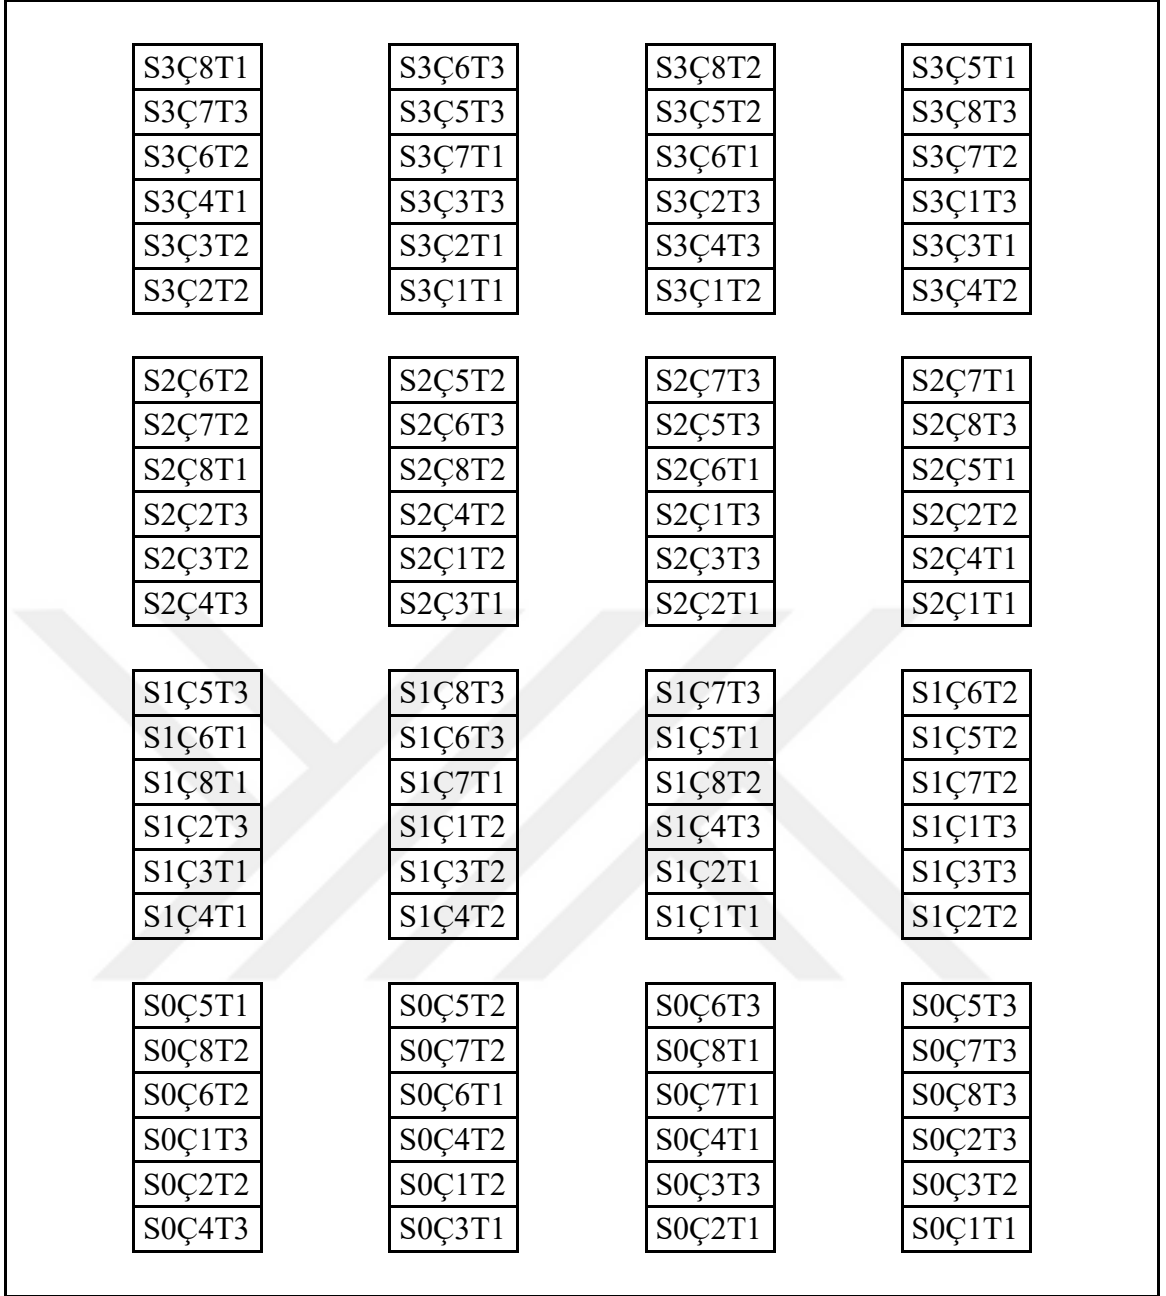 S3Ç8T1 S3Ç6T3 S3Ç8T2 S3Ç5T1
S3Ç7T3 S3Ç5T3 S3Ç5T2 S3Ç8T3
S3Ç6T2 S3Ç7T1 S3Ç6T1 S3Ç7T2
S3Ç4T1 S3Ç3T3 S3Ç2T3 S3Ç1T3
S3Ç3T2 S3Ç2T1 S3Ç4T3 S3Ç3T1
S3Ç2T2 S3Ç1T1 S3Ç1T2 S3Ç4T2
S2Ç6T2 S2Ç5T2 S2Ç7T3 S2Ç7T1
S2Ç7T2 S2Ç6T3 S2Ç5T3 S2Ç8T3
S2Ç8T1 S2Ç8T2 S2Ç6T1 S2Ç5T1
S2Ç2T3 S2Ç4T2 S2Ç1T3 S2Ç2T2
S2Ç3T2 S2Ç1T2 S2Ç3T3 S2Ç4T1
S2Ç4T3 S2Ç3T1 S2Ç2T1 S2Ç1T1
S1Ç5T3 S1Ç8T3 S1Ç7T3 S1Ç6T2
S1Ç6T1 S1Ç6T3 S1Ç5T1 S1Ç5T2
S1Ç8T1 S1Ç7T1 S1Ç8T2 S1Ç7T2
S1Ç2T3 S1Ç1T2 S1Ç4T3 S1Ç1T3
S1Ç3T1 S1Ç3T2 S1Ç2T1 S1Ç3T3
S1Ç4T1 S1Ç4T2 S1Ç1T1 S1Ç2T2
S0Ç5T1 S0Ç5T2 S0Ç6T3 S0Ç5T3
S0Ç8T2 S0Ç7T2 S0Ç8T1 S0Ç7T3
S0Ç6T2 S0Ç6T1 S0Ç7T1 S0Ç8T3
S0Ç1T3 S0Ç4T2 S0Ç4T1 S0Ç2T3
S0Ç2T2 S0Ç1T2 S0Ç3T3 S0Ç3T2
S0Ç4T3 S0Ç3T1 S0Ç2T1 S0Ç1T1